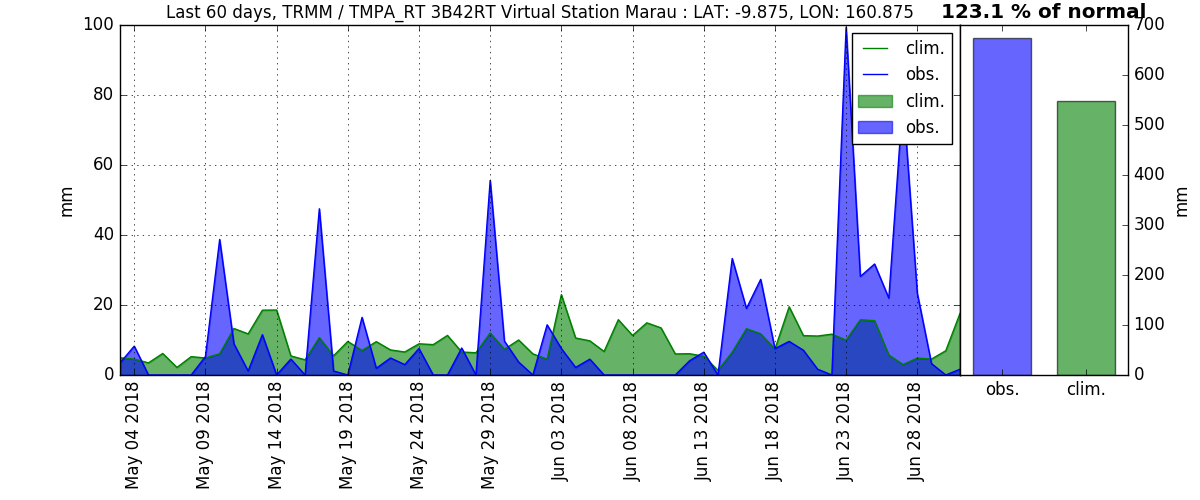 Last 60 days, TRMM / TMPA_RT 3B42RT Virtual Station Marau : LAT: -9.875, LON: 160.875
123.1 % of normal
100
80
60
40
20
0
mm
clim.
obs.
clim.
obs.
May 04 2018
May 09 2018
May 14 2018
May 19 2018
May 24 2018
May 29 2018
Jun 03 2018
Jun 08 2018
Jun 13 2018
Jun 18 2018
Jun 23 2018
Jun 28 2018
700
600
500
400
300
200
100
0
mm
obs.
clim.